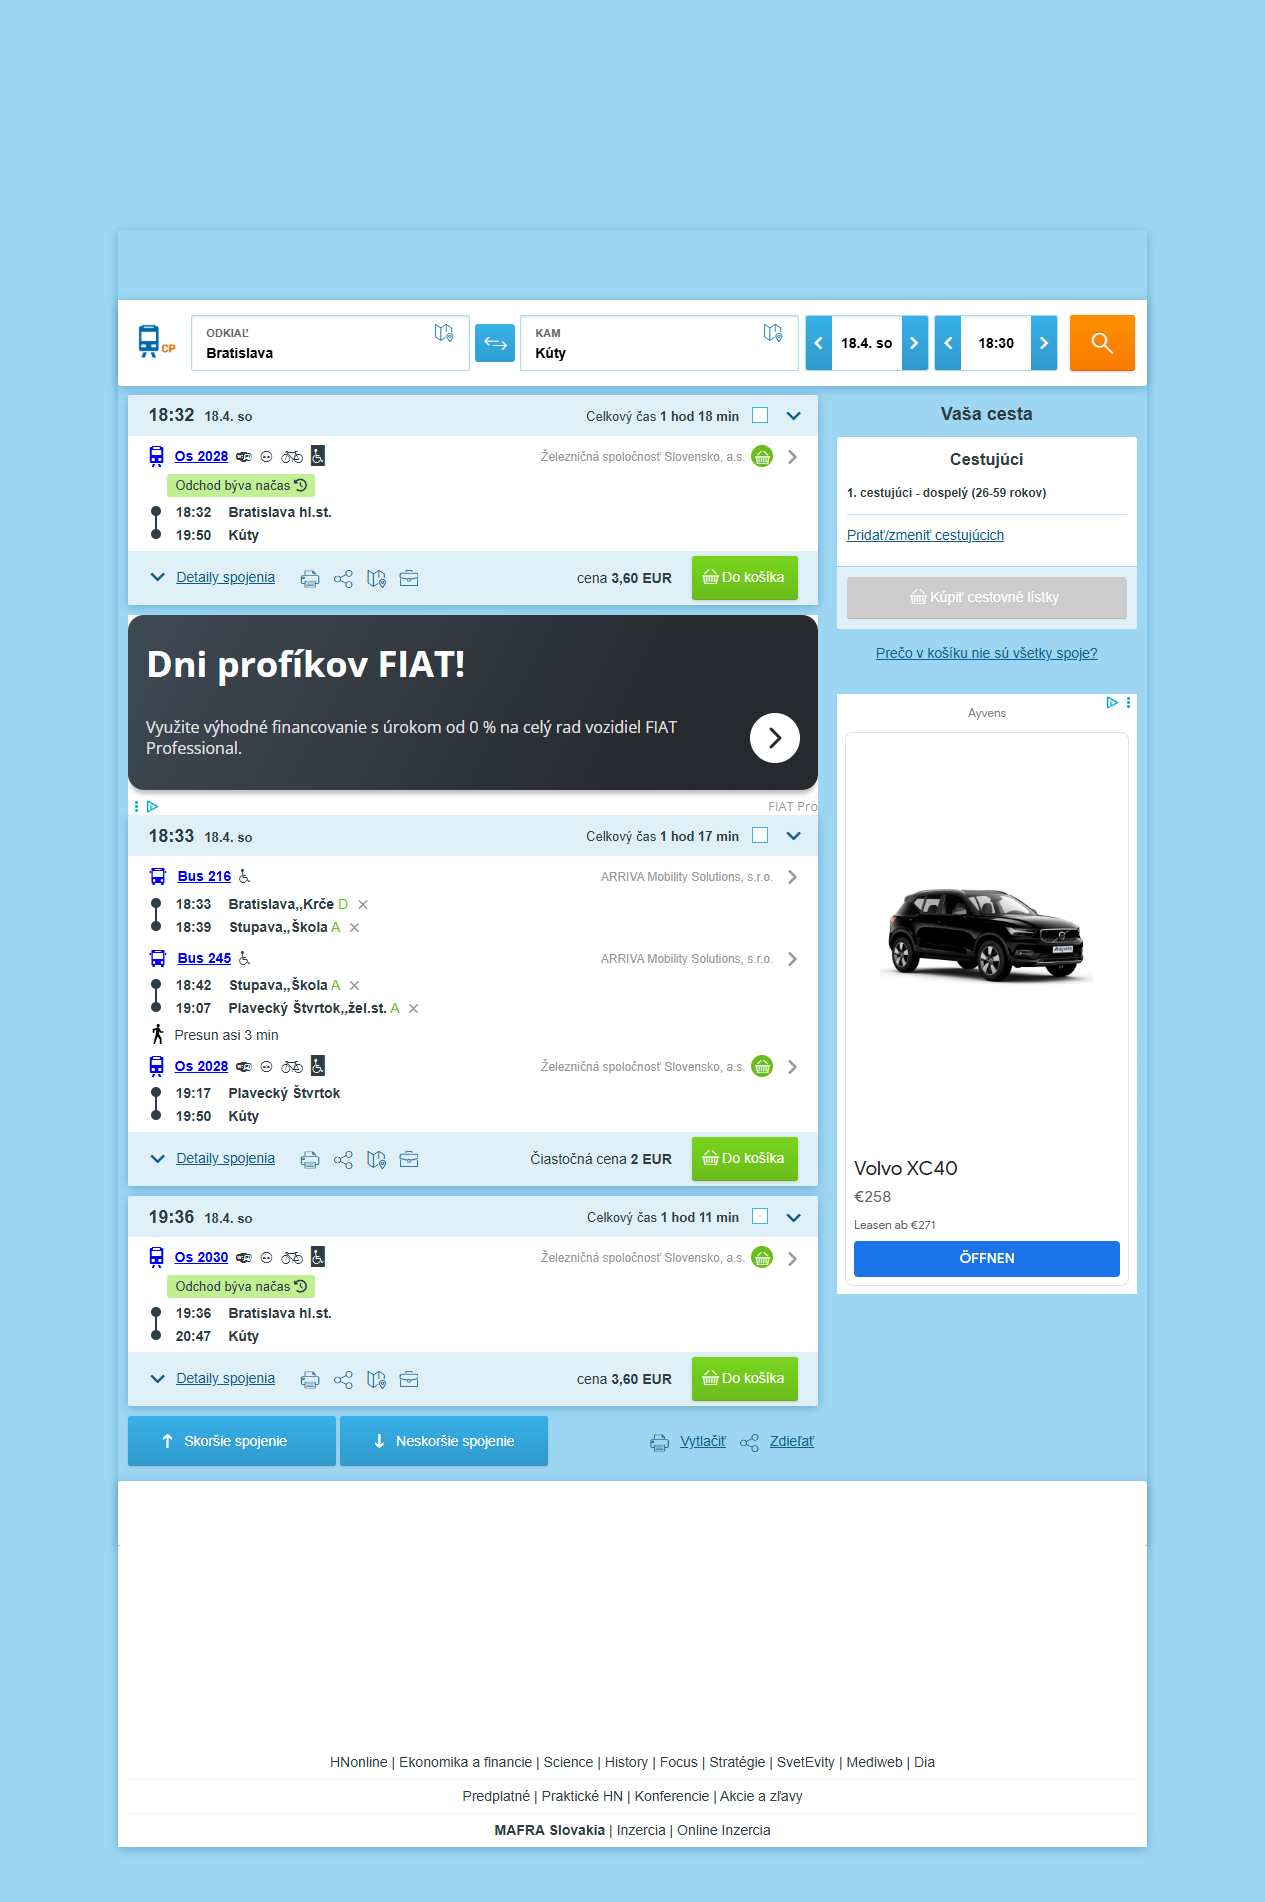 CP
ODKIAĽ
Bratislava
KAM
Kúty
18.4. so
18:30
18:32 18.4. so Celkový čas 1 hod 18 min
Os 2028 Železničná spoločnosť Slovensko, a.s.
Odchod býva načas
18:32 Bratislava hl.st.
19:50 Kúty
Detaily spojenia cena 3,60 EUR Do košíka
Dni profíkov FIAT!
Využite výhodné financovanie s úrokom od 0 % na celý rad vozidiel FIAT
Professional.
FIAT Pro
18:33 18.4. so Celkový čas 1 hod 17 min
Bus 216 ARRIVA Mobility Solutions, s.r.o.
18:33 Bratislava,,Krče D
18:39 Stupava,,Škola A
Bus 245 ARRIVA Mobility Solutions, s.r.o.
18:42 Stupava,,Škola A
19:07 Plavecký Štvrtok,,žel.st. A
Presun asi 3 min
Os 2028 Železničná spoločnosť Slovensko, a.s.
19:17 Plavecký Štvrtok
19:50 Kúty
Detaily spojenia Čiastočná cena 2 EUR Do košíka
19:36 18.4. so Celkový čas 1 hod 11 min
Os 2030 Železničná spoločnosť Slovensko, a.s.
Odchod býva načas
19:36 Bratislava hl.st.
20:47 Kúty
Detaily spojenia cena 3,60 EUR Do košíka
Skoršie spojenie Neskoršie spojenie Vytlačiť Zdieľať
Vaša cesta
Cestujúci
1. cestujúci - dospelý (26-59 rokov)
Pridať/zmeniť cestujúcich
Kúpiť cestovné lístky
Prečo v košíku nie sú všetky spoje?
Ayvens
Volvo XC40
€258
Leasen ab €271
ÖFFNEN
HNonline | Ekonomika a financie | Science | History | Focus | Stratégie | SvetEvity | Mediweb | Dia
Predplatné | Praktické HN | Konferencie | Akcie a zľavy
MAFRA Slovakia | Inzercia | Online Inzercia